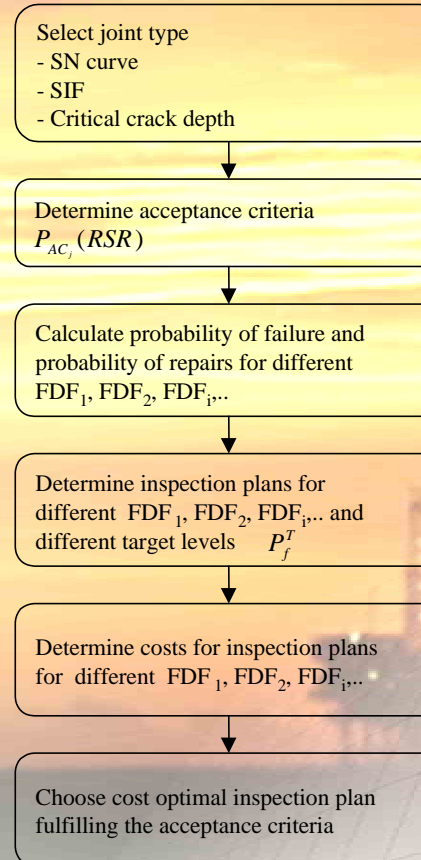 Select joint type
- SN curve
- SIF
- Critical crack depth
Determine acceptance criteria
P_{AC_j}(RSR)
Calculate probability of failure and
probability of repairs for different
FDF_1, FDF_2, FDF_i,..
Determine inspection plans for
different FDF_1, FDF_2, FDF_i,.. and
different target levels P_f^T
Determine costs for inspection plans
for different FDF_1, FDF_2, FDF_i,..
Choose cost optimal inspection plan
fulfilling the acceptance criteria